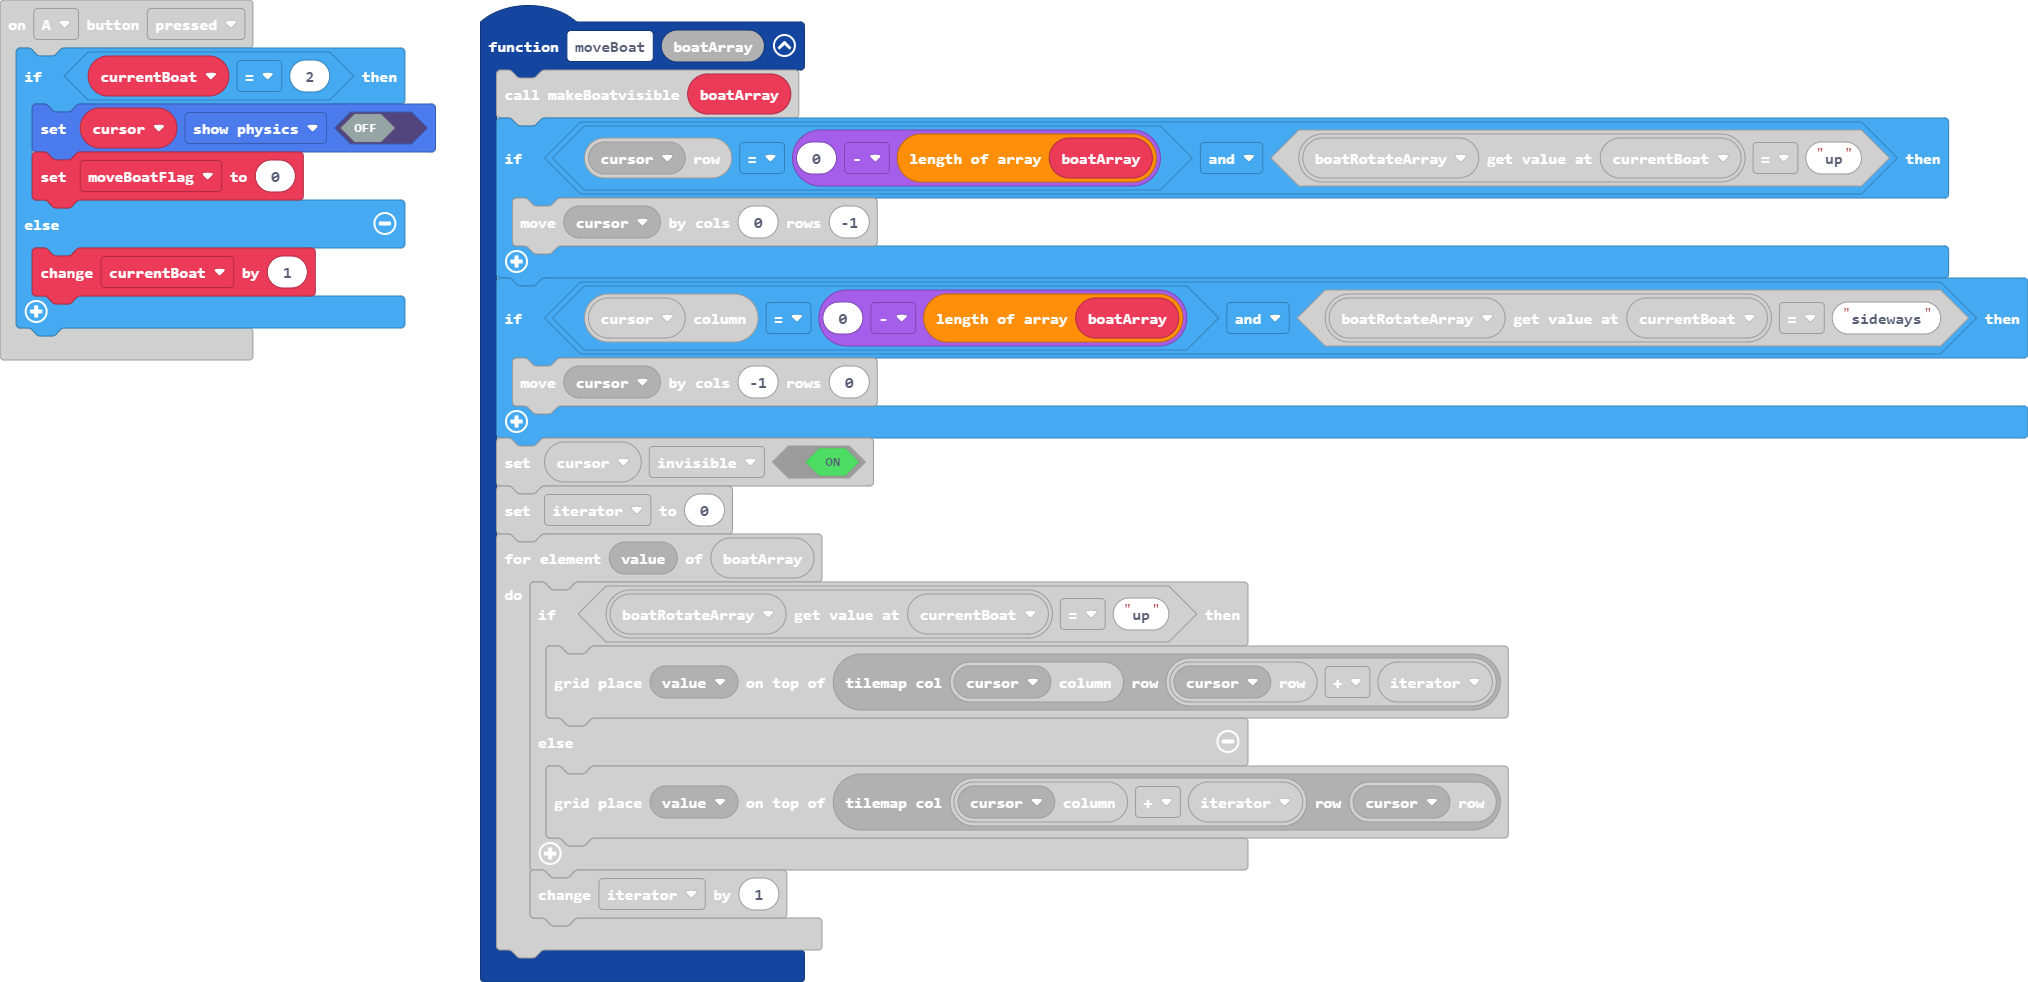 on A button pressed
if currentBoat = 2 then
set cursor show physics OFF
set moveBoatFlag to 0
else
change currentBoat by 1
function moveBoat boatArray
call makeBoatvisible boatArray
if cursor row = 0 - length of array boatArray and boatRotateArray get value at currentBoat = "up" then
move cursor by cols 0 rows -1
if cursor column = 0 - length of array boatArray and boatRotateArray get value at currentBoat = "sideways" then
move cursor by cols -1 rows 0
set cursor invisible ON
set iterator to 0
for element value of boatArray
do
if boatRotateArray get value at currentBoat = "up" then
grid place value on top of tilemap col cursor column row cursor row + iterator
else
grid place value on top of tilemap col cursor column + iterator row cursor row
change iterator by 1